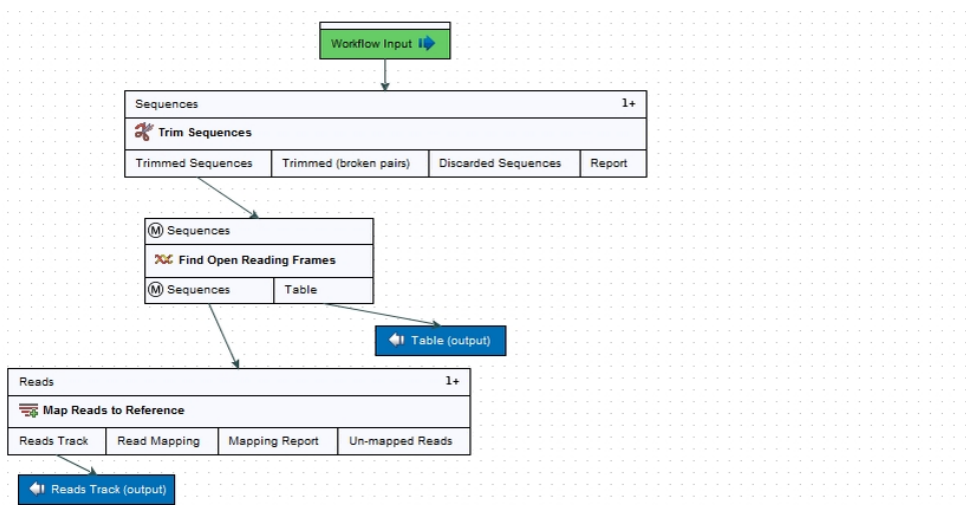 Workflow Input
Sequences 1+
Trim Sequences
Trimmed Sequences Trimmed (broken pairs) Discarded Sequences Report
M Sequences
Find Open Reading Frames
M Sequences Table
Table (output)
Reads 1+
Map Reads to Reference
Reads Track Read Mapping Mapping Report Un-mapped Reads
Reads Track (output)